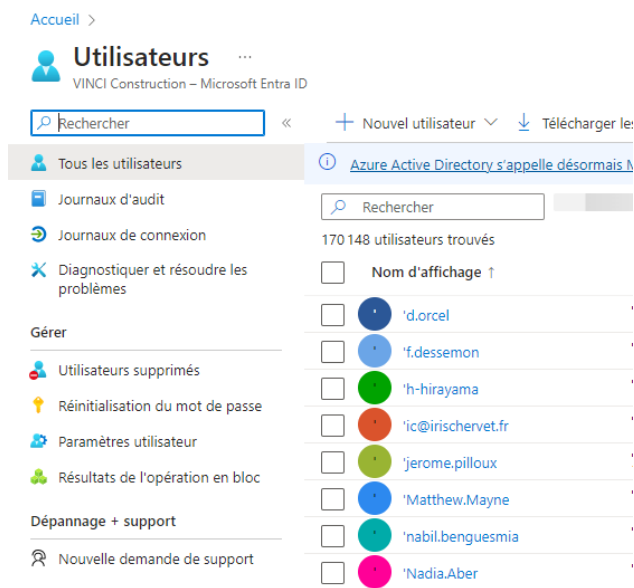 Accueil >
Utilisateurs ...
VINCI Construction – Microsoft Entra ID
Rechercher
«
Tous les utilisateurs
Journaux d'audit
Journaux de connexion
Diagnostiquer et résoudre les
problèmes
Gérer
Utilisateurs supprimés
Réinitialisation du mot de passe
Paramètres utilisateur
Résultats de l'opération en bloc
Dépannage + support
Nouvelle demande de support
Nouvel utilisateur
Télécharger les
Azure Active Directory s'appelle désormais M
Rechercher
170 148 utilisateurs trouvés
Nom d'affichage ↑
' 'd.orcel
' 'f.dessemon
' 'h-hirayama
' 'ic@irischervet.fr
' 'jerome.pilloux
' 'Matthew.Mayne
' 'nabil.benguesmia
' 'Nadia.Aber